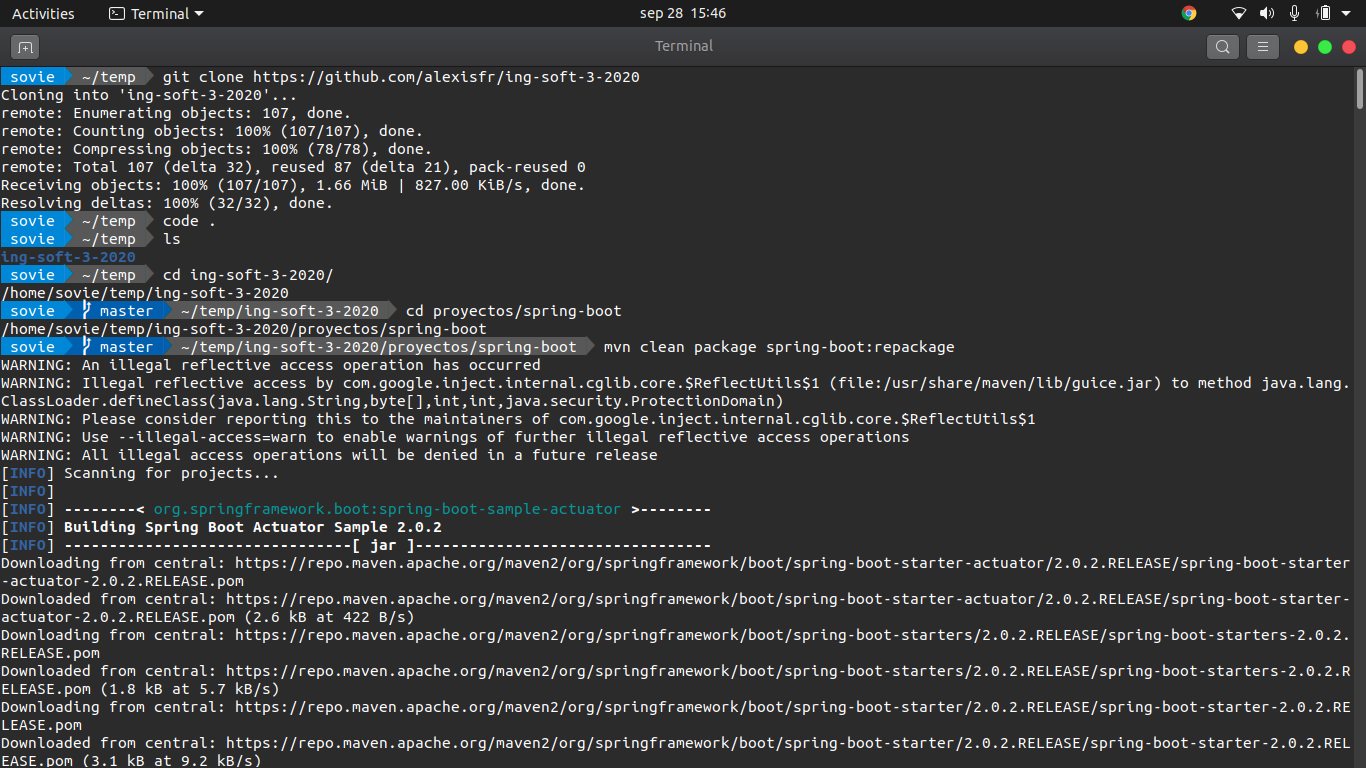 Activities Terminal sep 28 15:46
Terminal
sovie ~/temp git clone https://github.com/alexisfr/ing-soft-3-2020
Cloning into 'ing-soft-3-2020'...
remote: Enumerating objects: 107, done.
remote: Counting objects: 100% (107/107), done.
remote: Compressing objects: 100% (78/78), done.
remote: Total 107 (delta 32), reused 87 (delta 21), pack-reused 0
Receiving objects: 100% (107/107), 1.66 MiB | 827.00 KiB/s, done.
Resolving deltas: 100% (32/32), done.
sovie ~/temp code .
sovie ~/temp ls
ing-soft-3-2020
sovie ~/temp cd ing-soft-3-2020/
/home/sovie/temp/ing-soft-3-2020
sovie master ~/temp/ing-soft-3-2020 cd proyectos/spring-boot
/home/sovie/temp/ing-soft-3-2020/proyectos/spring-boot
sovie master ~/temp/ing-soft-3-2020/proyectos/spring-boot mvn clean package spring-boot:repackage
WARNING: An illegal reflective access operation has occurred
WARNING: Illegal reflective access by com.google.inject.internal.cglib.core.$ReflectUtils$1 (file:/usr/share/maven/lib/guice.jar) to method java.lang.
ClassLoader.defineClass(java.lang.String,byte[],int,int,java.security.ProtectionDomain)
WARNING: Please consider reporting this to the maintainers of com.google.inject.internal.cglib.core.$ReflectUtils$1
WARNING: Use --illegal-access=warn to enable warnings of further illegal reflective access operations
WARNING: All illegal access operations will be denied in a future release
[INFO] Scanning for projects...
[INFO]
[INFO] --------< org.springframework.boot:spring-boot-sample-actuator >--------
[INFO] Building Spring Boot Actuator Sample 2.0.2
[INFO] --------------------------------[ jar ]---------------------------------
Downloading from central: https://repo.maven.apache.org/maven2/org/springframework/boot/spring-boot-starter-actuator/2.0.2.RELEASE/spring-boot-starter
-actuator-2.0.2.RELEASE.pom
Downloaded from central: https://repo.maven.apache.org/maven2/org/springframework/boot/spring-boot-starter-actuator/2.0.2.RELEASE/spring-boot-starter-
actuator-2.0.2.RELEASE.pom (2.6 kB at 422 B/s)
Downloading from central: https://repo.maven.apache.org/maven2/org/springframework/boot/spring-boot-starters/2.0.2.RELEASE/spring-boot-starters-2.0.2.
RELEASE.pom
Downloaded from central: https://repo.maven.apache.org/maven2/org/springframework/boot/spring-boot-starters/2.0.2.RELEASE/spring-boot-starters-2.0.2.R
ELEASE.pom (1.8 kB at 5.7 kB/s)
Downloading from central: https://repo.maven.apache.org/maven2/org/springframework/boot/spring-boot-starter/2.0.2.RELEASE/spring-boot-starter-2.0.2.RE
LEASE.pom
Downloaded from central: https://repo.maven.apache.org/maven2/org/springframework/boot/spring-boot-starter/2.0.2.RELEASE/spring-boot-starter-2.0.2.REL
EASE.pom (3.1 kB at 9.2 kB/s)